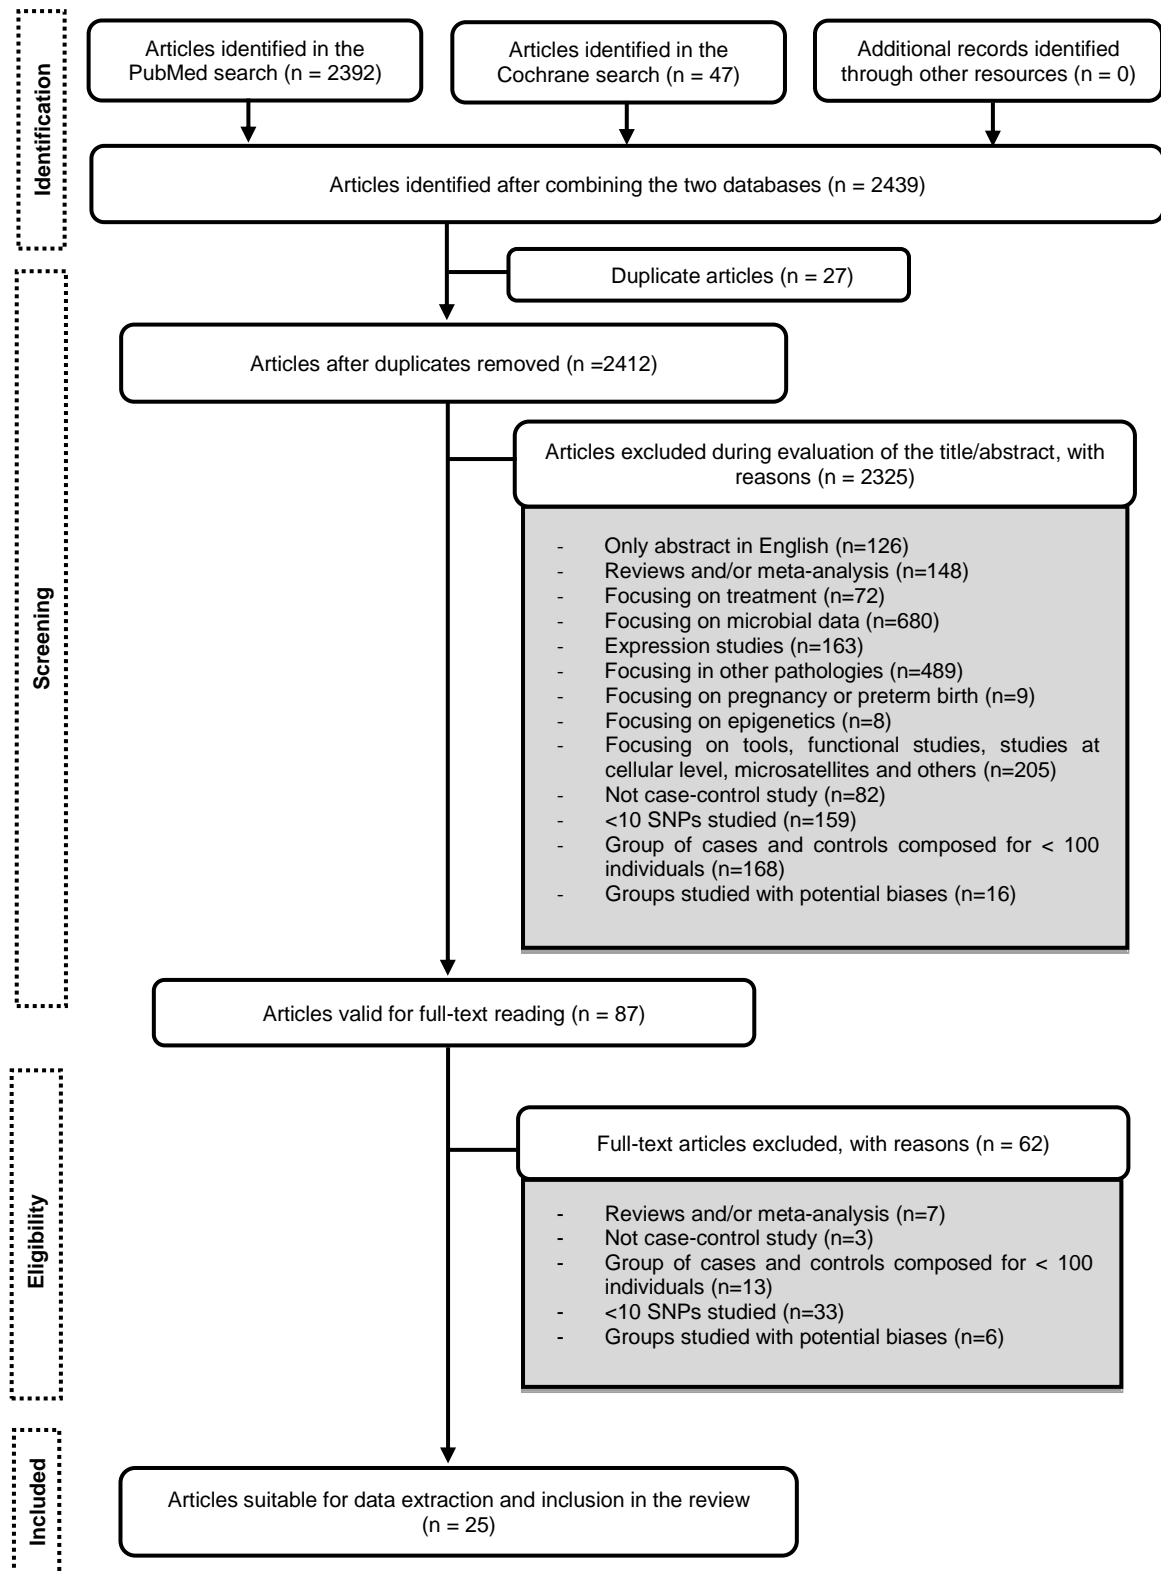 Identification
Articles identified in the
PubMed search (n = 2392)
Articles identified in the
Cochrane search (n = 47)
Additional records identified
through other resources (n = 0)
Articles identified after combining the two databases (n = 2439)
Screening
Duplicate articles (n = 27)
Articles after duplicates removed (n =2412)
Articles excluded during evaluation of the title/abstract, with
reasons (n = 2325)
- Only abstract in English (n=126)
- Reviews and/or meta-analysis (n=148)
- Focusing on treatment (n=72)
- Focusing on microbial data (n=680)
- Expression studies (n=163)
- Focusing in other pathologies (n=489)
- Focusing on pregnancy or preterm birth (n=9)
- Focusing on epigenetics (n=8)
- Focusing on tools, functional studies, studies at
cellular level, microsatellites and others (n=205)
- Not case-control study (n=82)
- <10 SNPs studied (n=159)
- Group of cases and controls composed for < 100
individuals (n=168)
- Groups studied with potential biases (n=16)
Articles valid for full-text reading (n = 87)
Eligibility
Full-text articles excluded, with reasons (n = 62)
- Reviews and/or meta-analysis (n=7)
- Not case-control study (n=3)
- Group of cases and controls composed for < 100
individuals (n=13)
- <10 SNPs studied (n=33)
- Groups studied with potential biases (n=6)
Included
Articles suitable for data extraction and inclusion in the review
(n = 25)